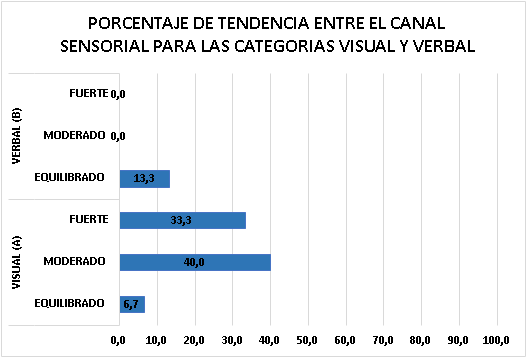 PORCENTAJE DE TENDENCIA ENTRE EL CANAL
SENSORIAL PARA LAS CATEGORIAS VISUAL Y VERBAL
VERBAL (B)
FUERTE 0,0
MODERADO 0,0
EQUILIBRADO 13,3
VISUAL (A)
FUERTE 33,3
MODERADO 40,0
EQUILIBRADO 6,7
0,0 10,0 20,0 30,0 40,0 50,0 60,0 70,0 80,0 90,0 100,0